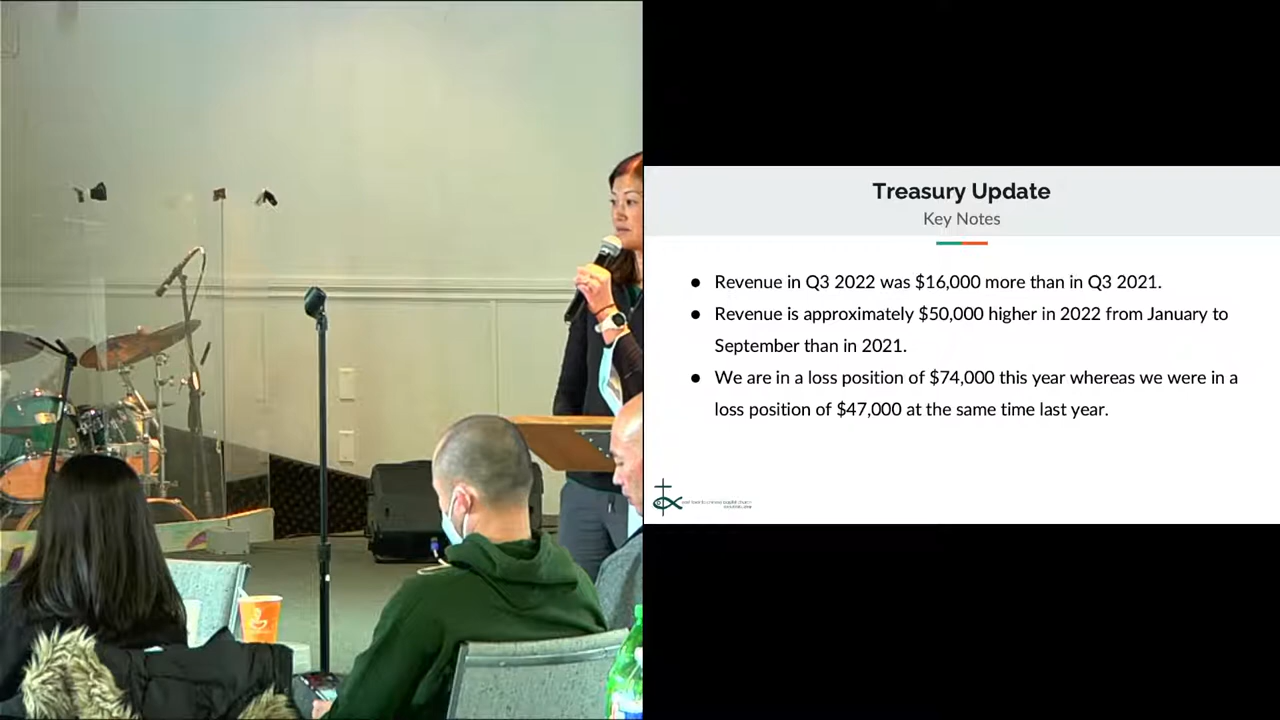 Treasury Update
Key Notes
● Revenue in Q3 2022 was $16,000 more than in Q3 2021.
● Revenue is approximately $50,000 higher in 2022 from January to
September than in 2021.
● We are in a loss position of $74,000 this year whereas we were in a
loss position of $47,000 at the same time last year.